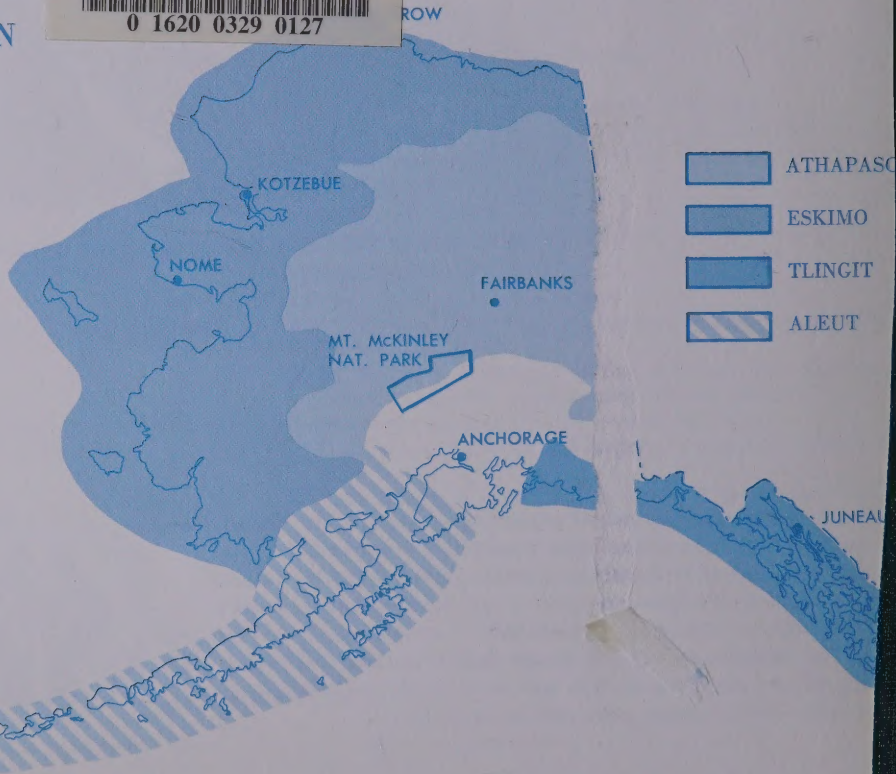 N
0 1620 0329 0127
ROW
KOTZEBUE
NOME
FAIRBANKS
MT. McKINLEY
NAT. PARK
ANCHORAGE
JUNEAU
ATHAPASC
ESKIMO
TLINGIT
ALEUT